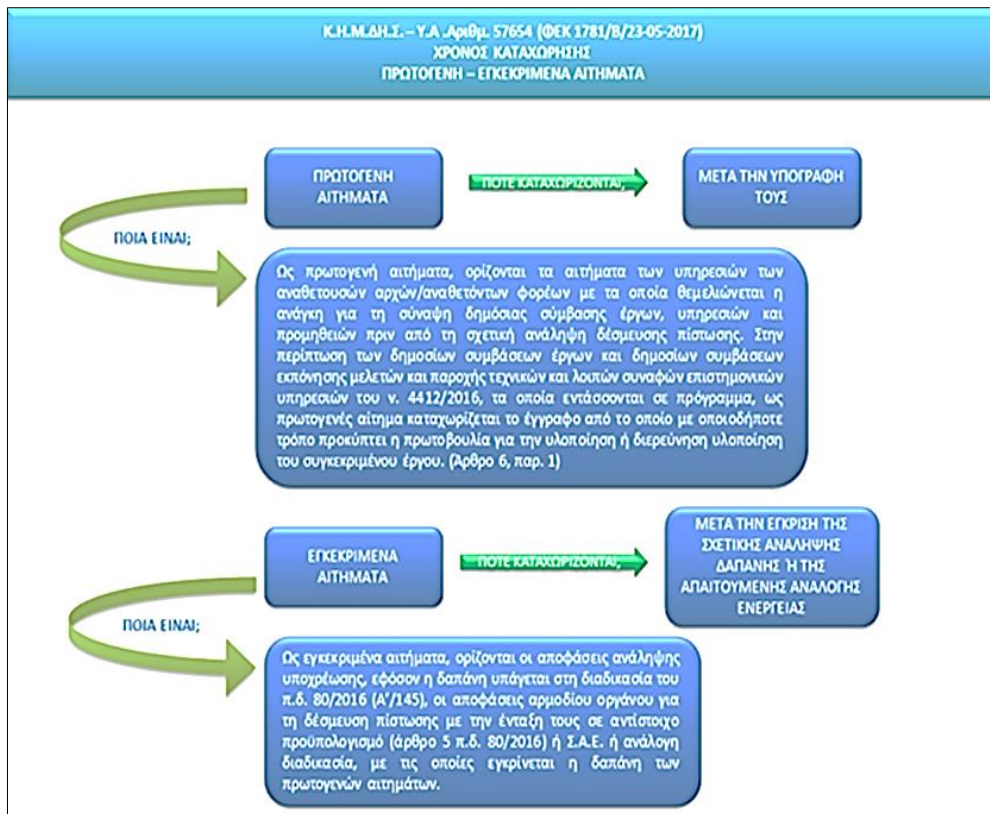 Κ.Η.Μ.ΔΗ.Σ. – Υ.Α .Αριθμ. 57654 (ΦΕΚ 1781/Β/23-05-2017)
ΧΡΟΝΟΣ ΚΑΤΑΧΩΡΗΣΗΣ
ΠΡΩΤΟΓΕΝΗ – ΕΓΚΕΚΡΙΜΕΝΑ ΑΙΤΗΜΑΤΑ
ΠΡΩΤΟΓΕΝΗ
ΑΙΤΗΜΑΤΑ
ΠΟΤΕ ΚΑΤΑΧΩΡΙΖΟΝΤΑΙ;
ΜΕΤΑ ΤΗΝ ΥΠΟΓΡΑΦΗ
ΤΟΥΣ
ΠΟΙΑ ΕΙΝΑΙ;
Ως πρωτογενή αιτήματα, ορίζονται τα αιτήματα των υπηρεσιών των
αναθετουσών αρχών/αναθετόντων φορέων με τα οποία θεμελιώνεται η
ανάγκη για τη σύναψη δημόσιας σύμβασης έργων, υπηρεσιών και
προμηθειών πριν από τη σχετική ανάληψη δέσμευσης πίστωσης. Στην
περίπτωση των δημοσίων συμβάσεων έργων και δημοσίων συμβάσεων
εκπόνησης μελετών και παροχής τεχνικών και λοιπών συναφών επιστημονικών
υπηρεσιών του ν. 4412/2016, τα οποία εντάσσονται σε πρόγραμμα, ως
πρωτογενές αίτημα καταχωρίζεται το έγγραφο από το οποίο με οποιοδήποτε
τρόπο προκύπτει η πρωτοβουλία για την υλοποίηση ή διερεύνηση υλοποίησης
του συγκεκριμένου έργου. (Άρθρο 6, παρ. 1)
ΕΓΚΕΚΡΙΜΕΝΑ
ΑΙΤΗΜΑΤΑ
ΠΟΤΕ ΚΑΤΑΧΩΡΙΖΟΝΤΑΙ;
ΜΕΤΑ ΤΗΝ ΕΓΚΡΙΣΗ ΤΗΣ
ΣΧΕΤΙΚΗΣ ΑΝΑΛΗΨΗΣ
ΔΑΠΑΝΗΣ Ή ΤΗΣ
ΑΠΑΙΤΟΥΜΕΝΗΣ ΑΝΑΛΟΓΗΣ
ΕΝΕΡΓΕΙΑΣ
ΠΟΙΑ ΕΙΝΑΙ;
Ως εγκεκριμένα αιτήματα, ορίζονται οι αποφάσεις ανάληψης
υποχρέωσης, εφόσον η δαπάνη υπάγεται στη διαδικασία του
π.δ. 80/2016 (Α'/145), οι αποφάσεις αρμοδίου οργάνου για
τη δέσμευση πίστωσης με την ένταξη τους σε αντίστοιχο
προϋπολογισμό (άρθρο 5 π.δ. 80/2016) ή Σ.Α.Ε. ή ανάλογη
διαδικασία, με τις οποίες εγκρίνεται η δαπάνη των
πρωτογενών αιτημάτων.